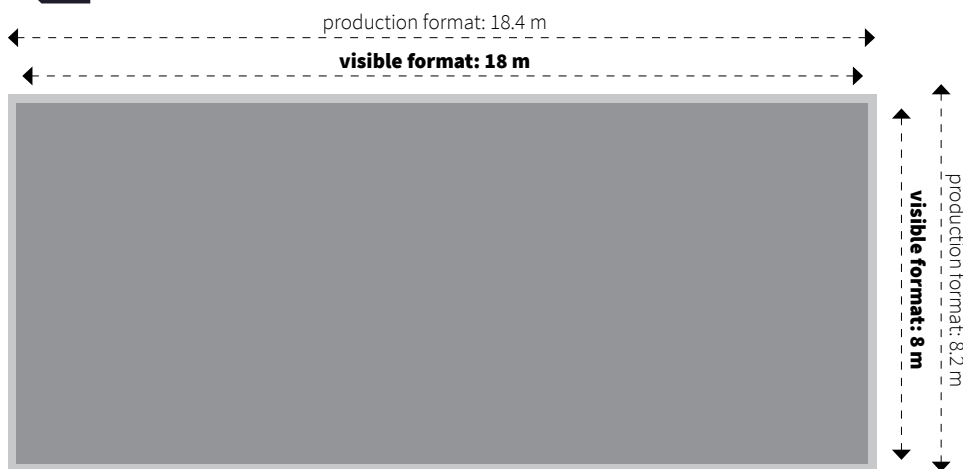 production format: 18.4 m
visible format: 18 m
visible format: 8 m
production format: 8.2 m